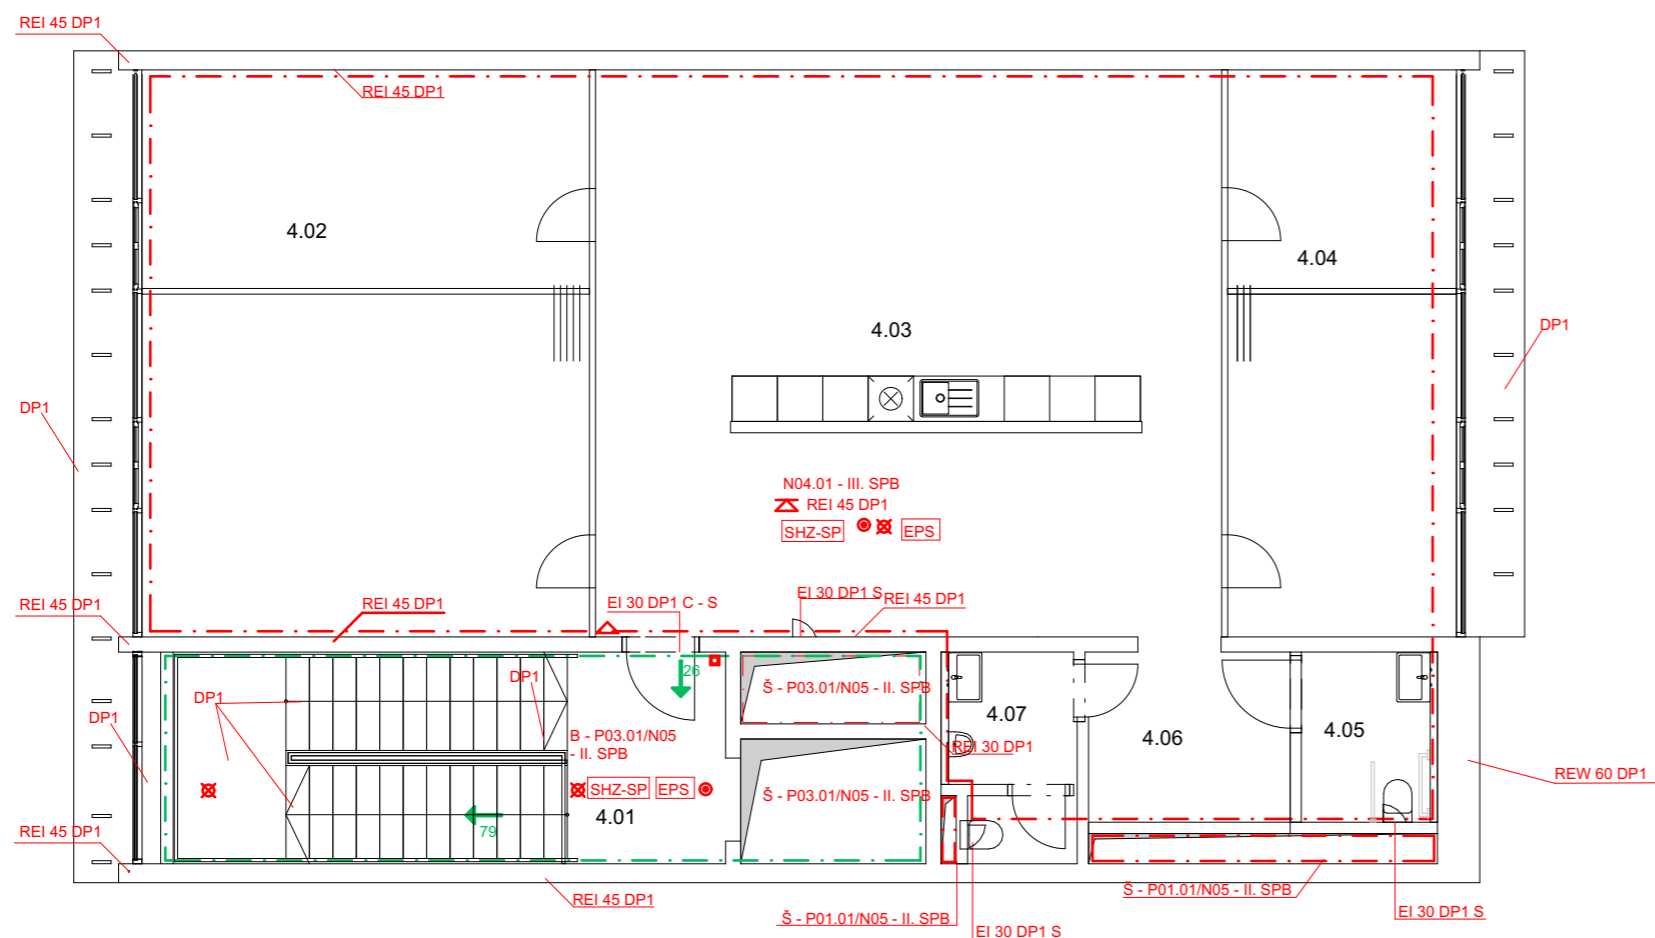 REI 45 DP1
REI 45 DP1
4.02
4.04
4.03
DP1
DP1
N04.01 - III. SPB
REI 45 DP1
SHZ-SP
EPS
REI 45 DP1
REI 45 DP1
EI 30 DP1 C - S
EI 30 DP1 S
REI 45 DP1
26
DP1
DP1
DP1
Š - P03.01/N05 - II. SPB
4.07
B - P03.01/N05
- II. SPB
REI 30 DP1
4.06
4.05
REW 60 DP1
SHZ-SP
EPS
Š - P03.01/N05 - II. SPB
4.01
79
REI 45 DP1
REI 45 DP1
Š - P01.01/N05 - II. SPB
Š - P01.01/N05 - II. SPB
EI 30 DP1 S
EI 30 DP1 S